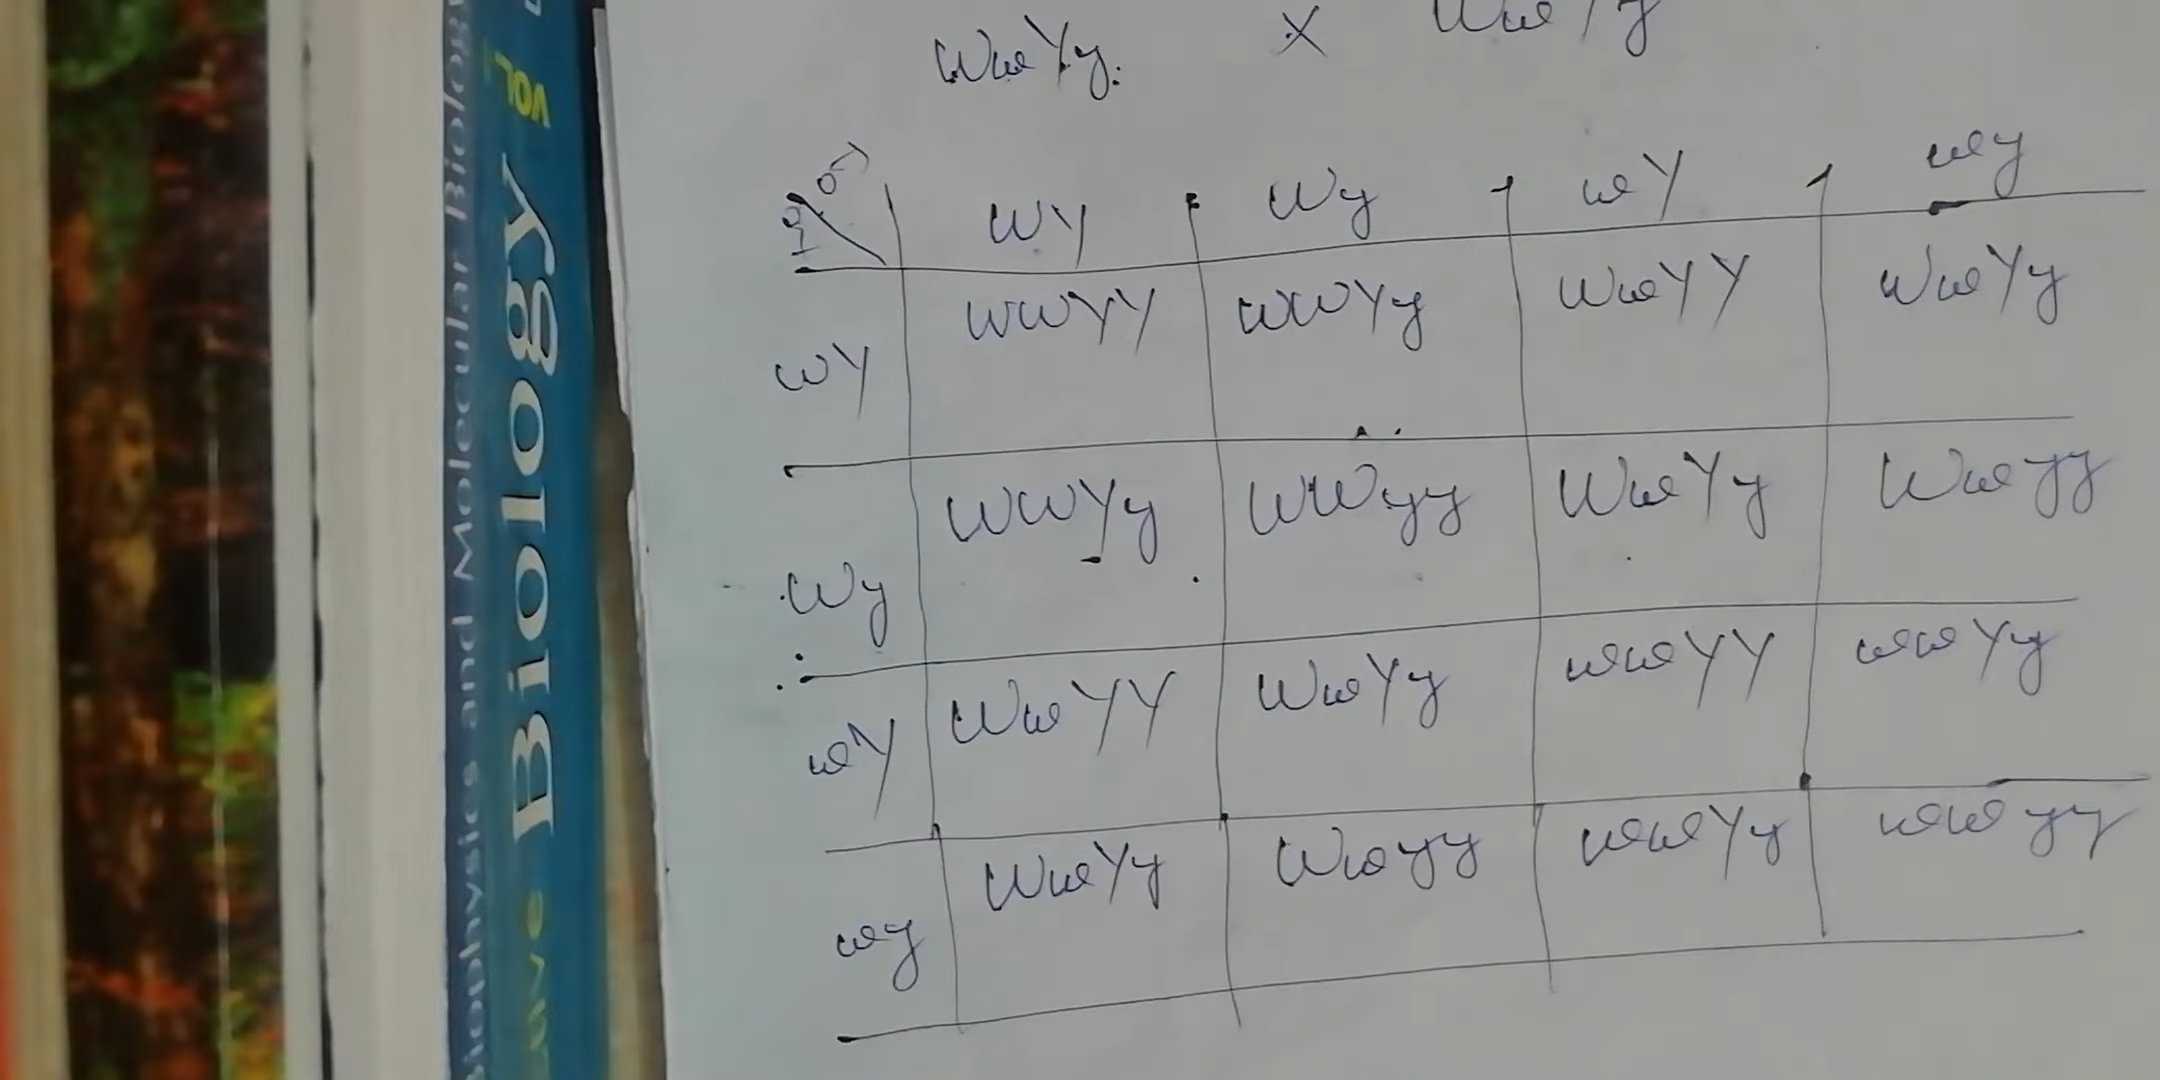 WwYy. X WwYy
♀ ♂ WY Wy wY wy
WY WWYY WWYy WwYY WwYy
Wy WWYy WWyy WwYy Wwyy
wY WwYY WwYy wwYY wwYy
wy WwYy Wwyy wwYy wwyy
Biophysics and Molecular Biology
Biology VOL